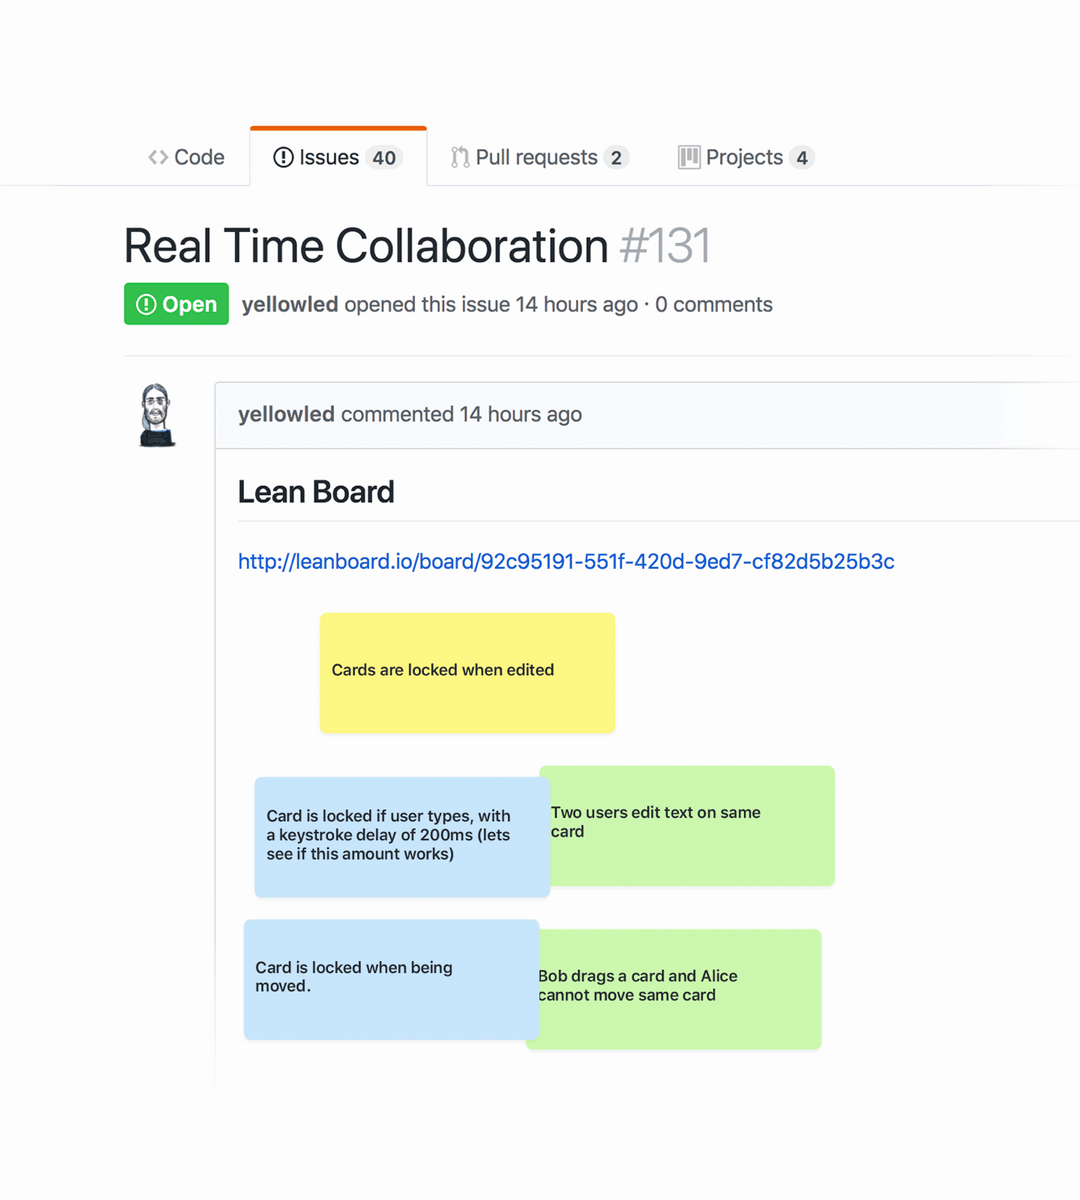 Code Issues 40 Pull requests 2 Projects 4
Real Time Collaboration #131
Open yellowled opened this issue 14 hours ago · 0 comments
yellowled commented 14 hours ago
Lean Board
http://leanboard.io/board/92c95191-551f-420d-9ed7-cf82d5b25b3c
Cards are locked when edited
Card is locked if user types, with
a keystroke delay of 200ms (lets
see if this amount works)
Two users edit text on same
card
Card is locked when being
moved.
Bob drags a card and Alice
cannot move same card